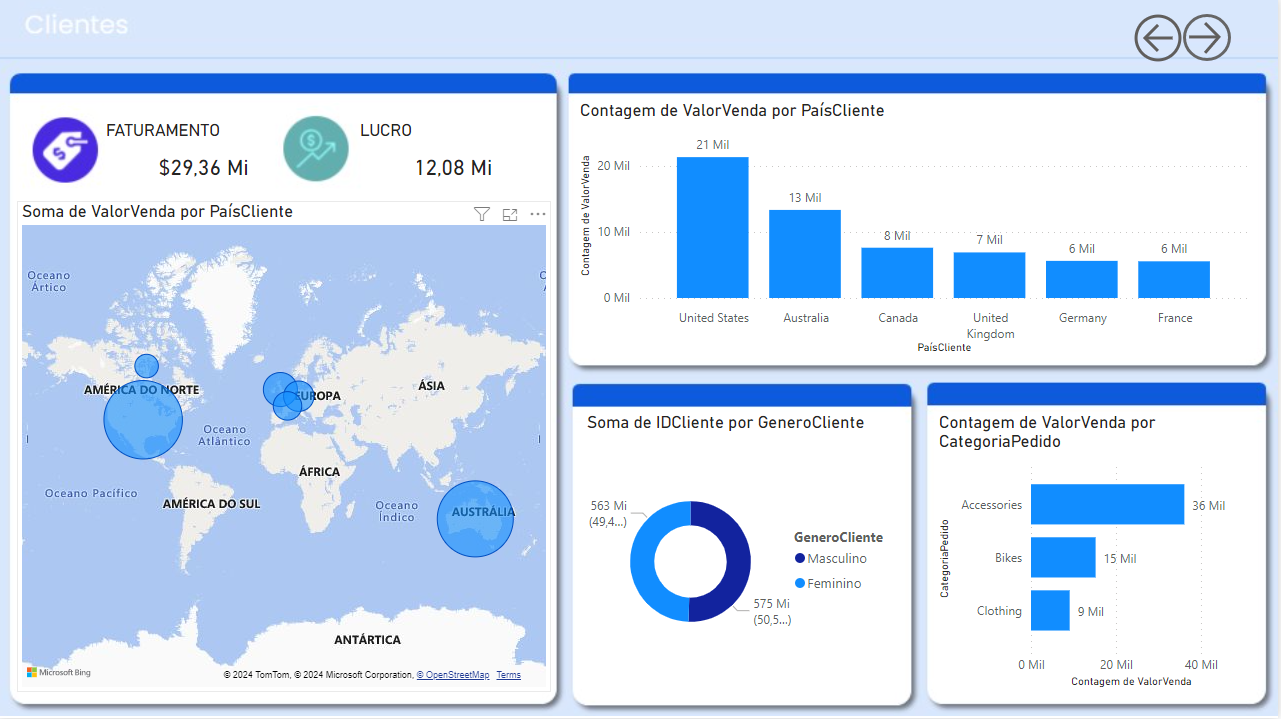 Clientes
FATURAMENTO
$29,36 Mi
LUCRO
12,08 Mi
Soma de ValorVenda por PaísCliente
Oceano
Ártico
AMÉRICA DO NORTE
EUROPA
ÁSIA
Oceano
Atlântico
ÁFRICA
Oceano Pacífico
AMÉRICA DO SUL
Oceano
Índico
AUSTRÁLIA
ANTÁRTICA
Microsoft Bing
© 2024 TomTom, © 2024 Microsoft Corporation, © OpenStreetMap Terms
Contagem de ValorVenda por PaísCliente
Contagem de ValorVenda
20 Mil
10 Mil
0 Mil
21 Mil
13 Mil
8 Mil
7 Mil
6 Mil
6 Mil
United States
Australia
Canada
United
Kingdom
Germany
France
PaísCliente
Soma de IDCliente por GeneroCliente
563 Mi
(49,4...)
575 Mi
(50,5...)
GeneroCliente
Masculino
Feminino
Contagem de ValorVenda por
CategoriaPedido
CategoriaPedido
Accessories
36 Mil
Bikes
15 Mil
Clothing
9 Mil
0 Mil
20 Mil
40 Mil
Contagem de ValorVenda